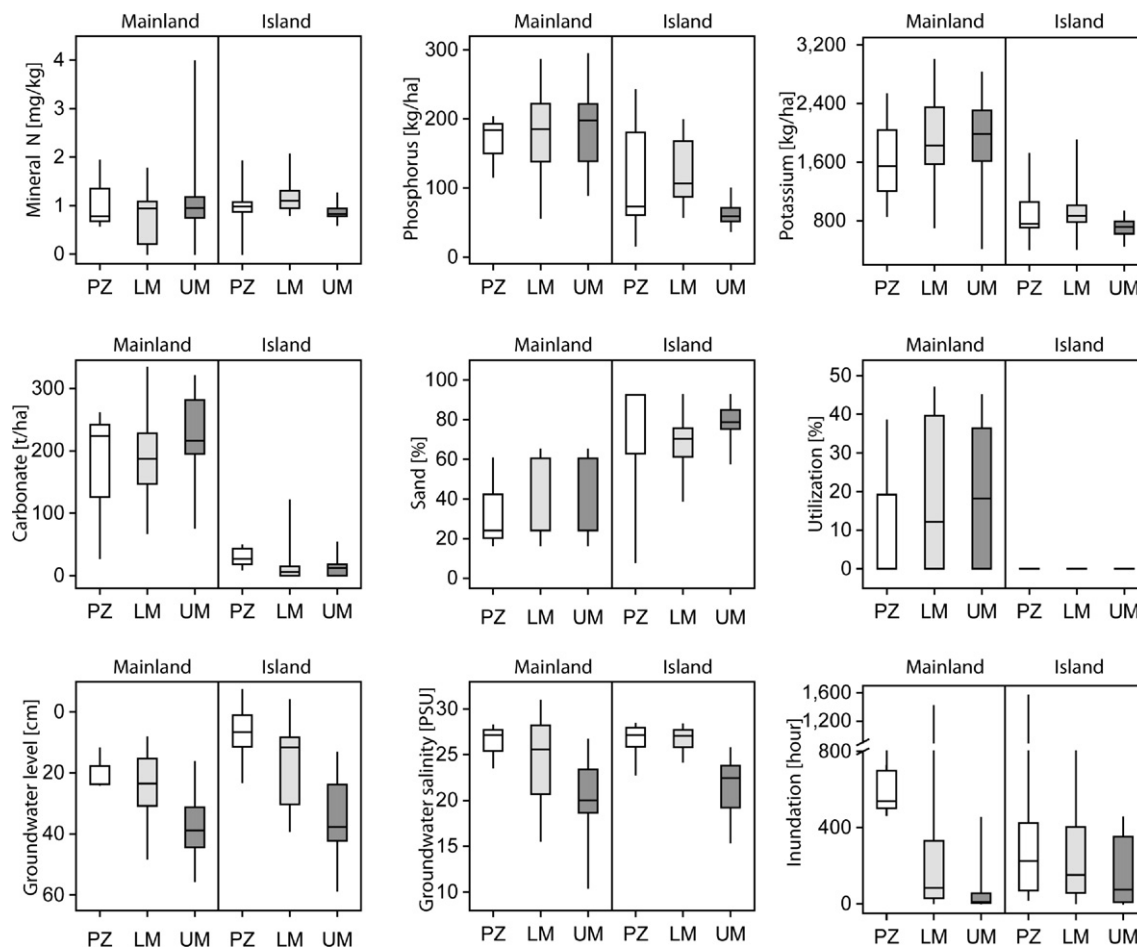 Mainland Island
Mineral N [mg/kg]
4
3
2
1
0
PZ LM UM PZ LM UM
Mainland Island
Phosphorus [kg/ha]
300
200
100
0
PZ LM UM PZ LM UM
Mainland Island
Potassium [kg/ha]
3,200
2,400
1,600
800
PZ LM UM PZ LM UM
Mainland Island
Carbonate [t/ha]
300
200
100
0
PZ LM UM PZ LM UM
Mainland Island
Sand [%]
100
80
60
40
20
0
PZ LM UM PZ LM UM
Mainland Island
Utilization [%]
50
40
30
20
10
0
PZ LM UM PZ LM UM
Mainland Island
Groundwater level [cm]
0
20
40
60
PZ LM UM PZ LM UM
Mainland Island
Groundwater salinity [PSU]
30
25
20
15
10
PZ LM UM PZ LM UM
Mainland Island
Inundation [hour]
1,600
1,200
800
400
0
PZ LM UM PZ LM UM